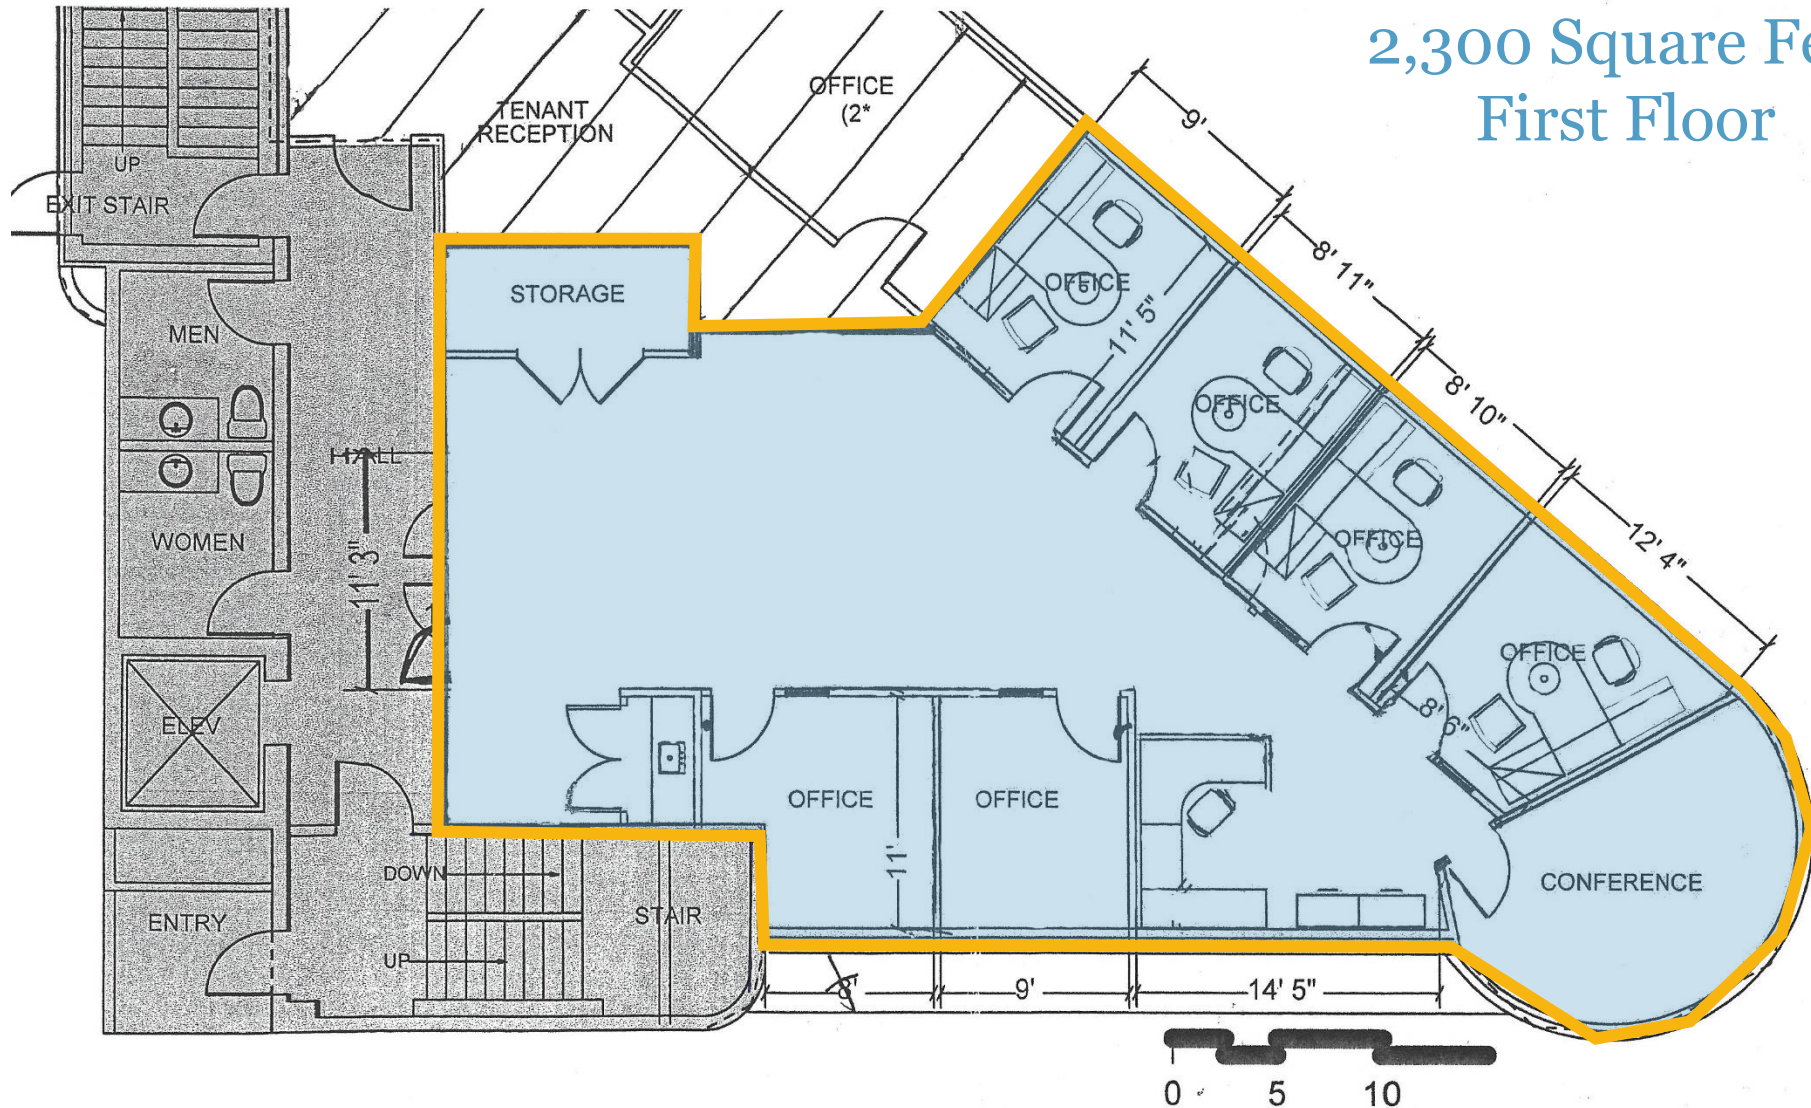 2,300 Square Fe
First Floor
UP
EXIT STAIR
TENANT
RECEPTION
OFFICE
(2*
9'
8' 11"
8' 10"
12' 4"
STORAGE
OFFICE
11' 5"
MEN
OFFICE
HALL
WOMEN
11' 3"
OFFICE
OFFICE
8' 6"
ELEV
OFFICE
OFFICE
11'
CONFERENCE
DOWN
ENTRY
STAIR
UP
8'
9'
14' 5"
0 5 10